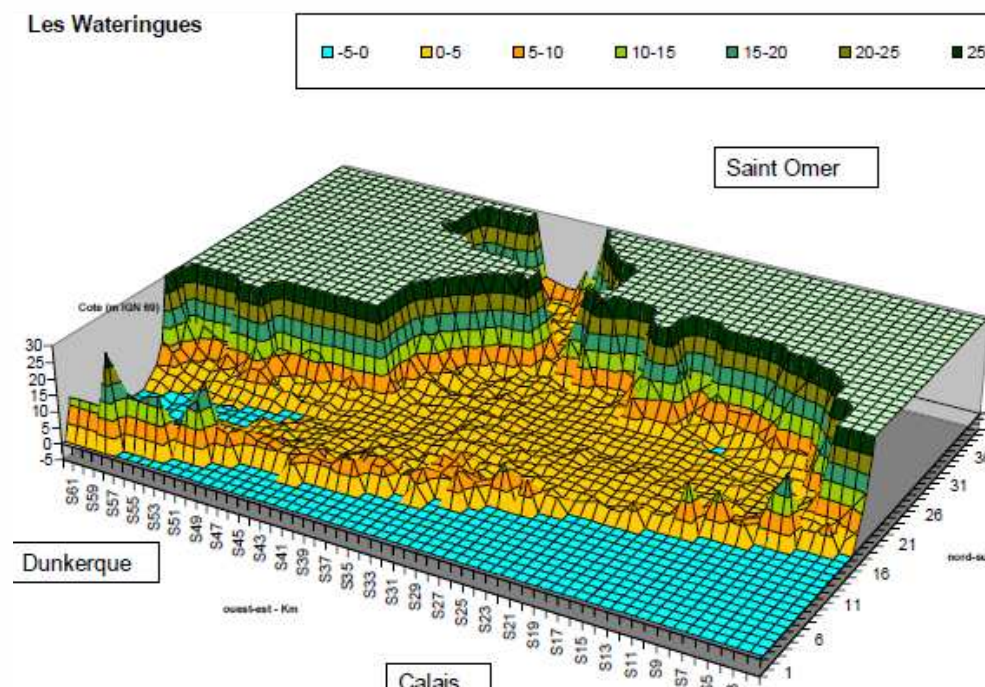 Les Wateringues
-5-0 0-5 5-10 10-15 15-20 20-25 25
Saint Omer
Cote (m IGN 69)
30
25
20
15
10
5
0
-5
S61 S59 S57 S55 S53 S51 S49 S47 S45 S43 S41 S39 S37 S35 S33 S31 S29 S27 S25 S23 S21 S19 S17 S15 S13 S11 S9 S7 S5
31
26
21
16
11
6
1
nord-su
Dunkerque
ouest-est - Km
Calais